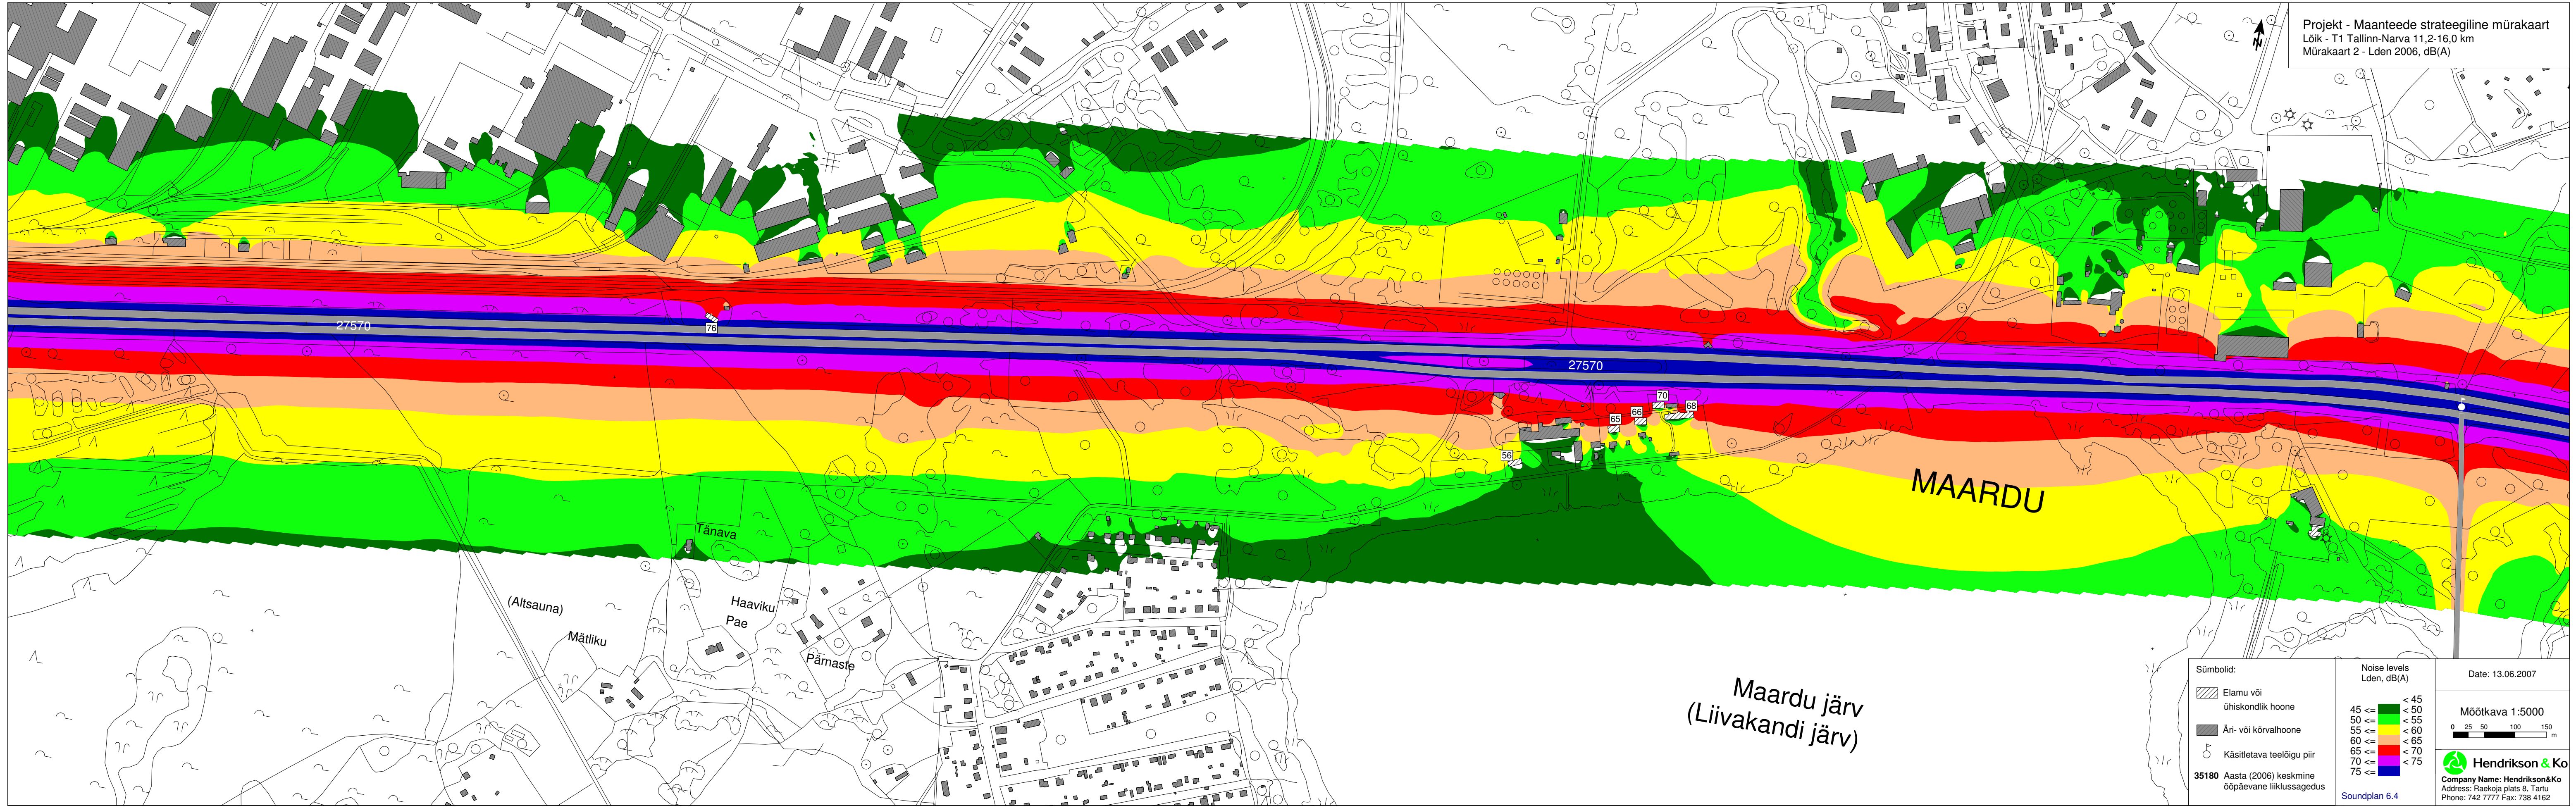 Projekt - Maanteede strateegiline mürakaart
Lõik - T1 Tallinn-Narva 11,2-16,0 km
Mürakaart 2 - Lden 2006, dB(A)
N
27570
76
27570
70
68
66
65
56
MAARDU
Tänava
(Altsauna)
Haaviku
Pae
Mätliku
Pärnaste
Maardu järv
(Liivakandi järv)
Sümbolid:
Elamu või
ühiskondlik hoone
Äri- või kõrvalhoone
Käsitletava teelõigu piir
35180 Aasta (2006) keskmine
ööpäevane liiklussagedus
Noise levels
Lden, dB(A)
< 45
45 <= < 50
50 <= < 55
55 <= < 60
60 <= < 65
65 <= < 70
70 <= < 75
75 <=
Soundplan 6.4
Date: 13.06.2007
Mõõtkava 1:5000
0 25 50 100 150
m
Hendrikson & Ko
Company Name: Hendrikson&Ko
Address: Raekoja plats 8, Tartu
Phone: 742 7777 Fax: 738 4162